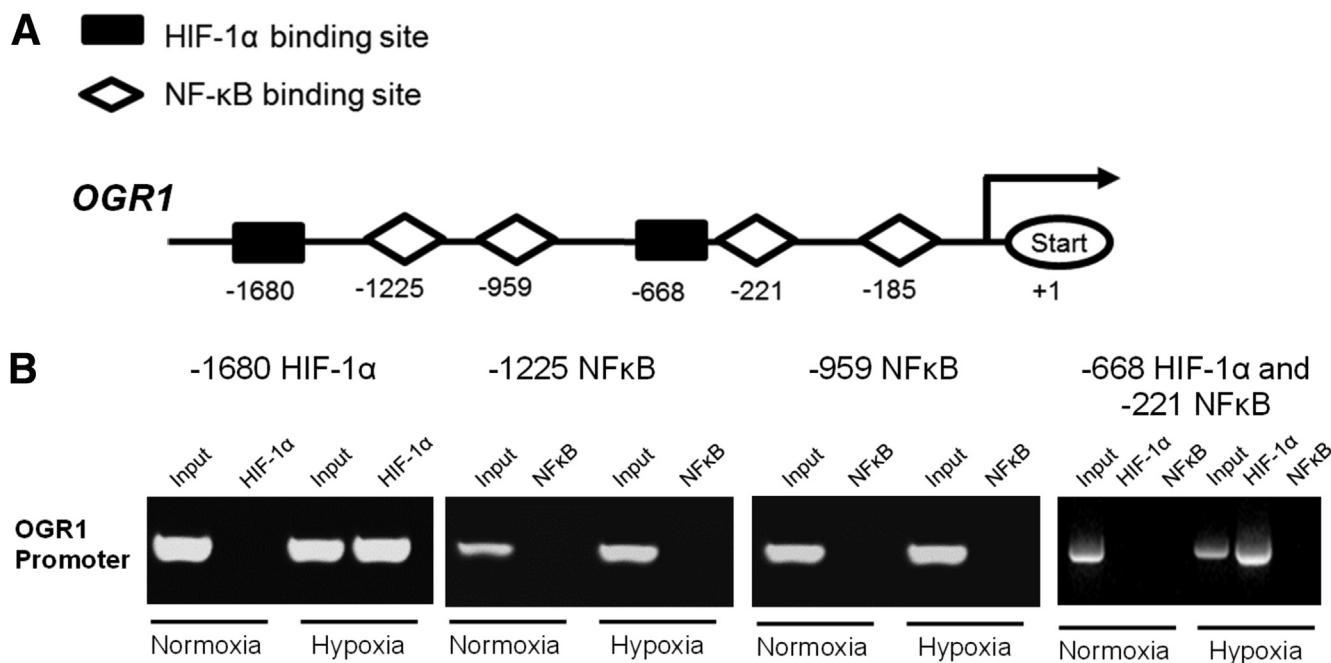 A
HIF-1α binding site
NF-κB binding site
OGR1
Start
-1680 -1225 -959 -668 -221 -185 +1
B
-1680 HIF-1α
-1225 NFκB
-959 NFκB
-668 HIF-1α and
-221 NFκB
Input HIF-1α Input HIF-1α
Input NFκB Input NFκB
Input NFκB Input NFκB
Input HIF-1α NFκB Input HIF-1α NFκB
OGR1
Promoter
Normoxia Hypoxia
Normoxia Hypoxia
Normoxia Hypoxia
Normoxia Hypoxia